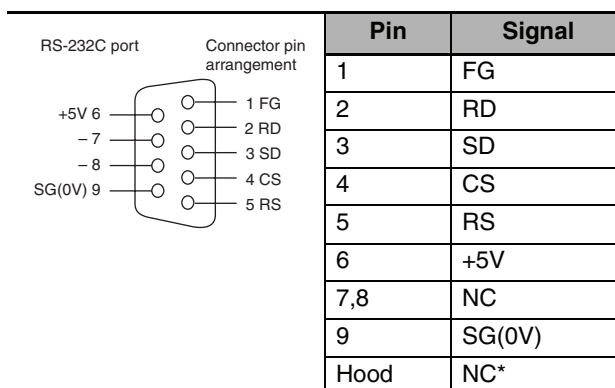 RS-232C port
Connector pin
arrangement
+5V 6
– 7
– 8
SG(0V) 9
1 FG
2 RD
3 SD
4 CS
5 RS
Pin Signal
1 FG
2 RD
3 SD
4 CS
5 RS
6 +5V
7,8 NC
9 SG(0V)
Hood NC*